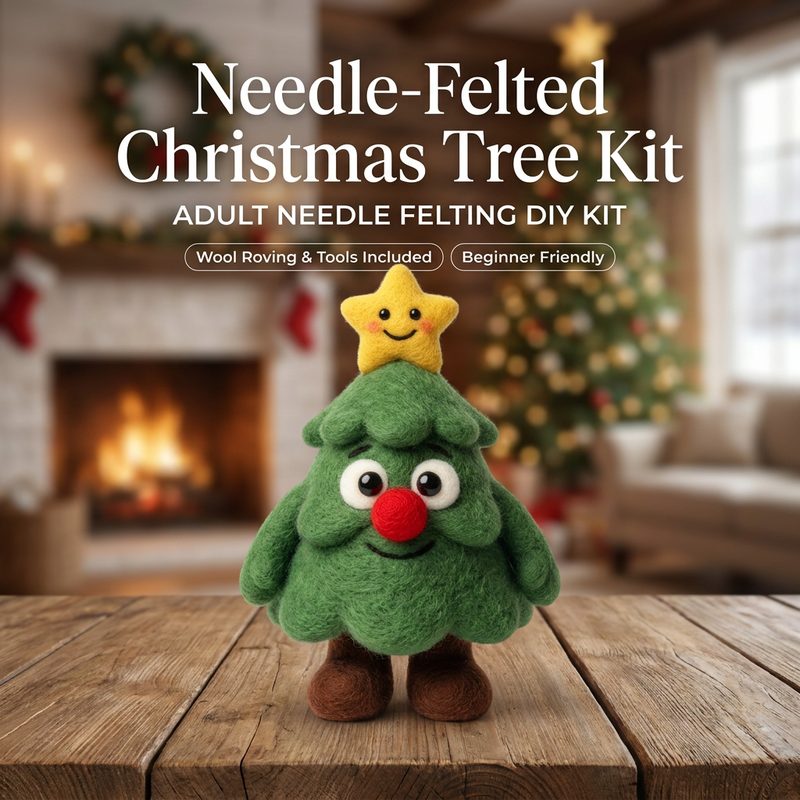 Needle-Felted
Christmas Tree Kit
ADULT NEEDLE FELTING DIY KIT
Wool Roving & Tools Included
Beginner Friendly